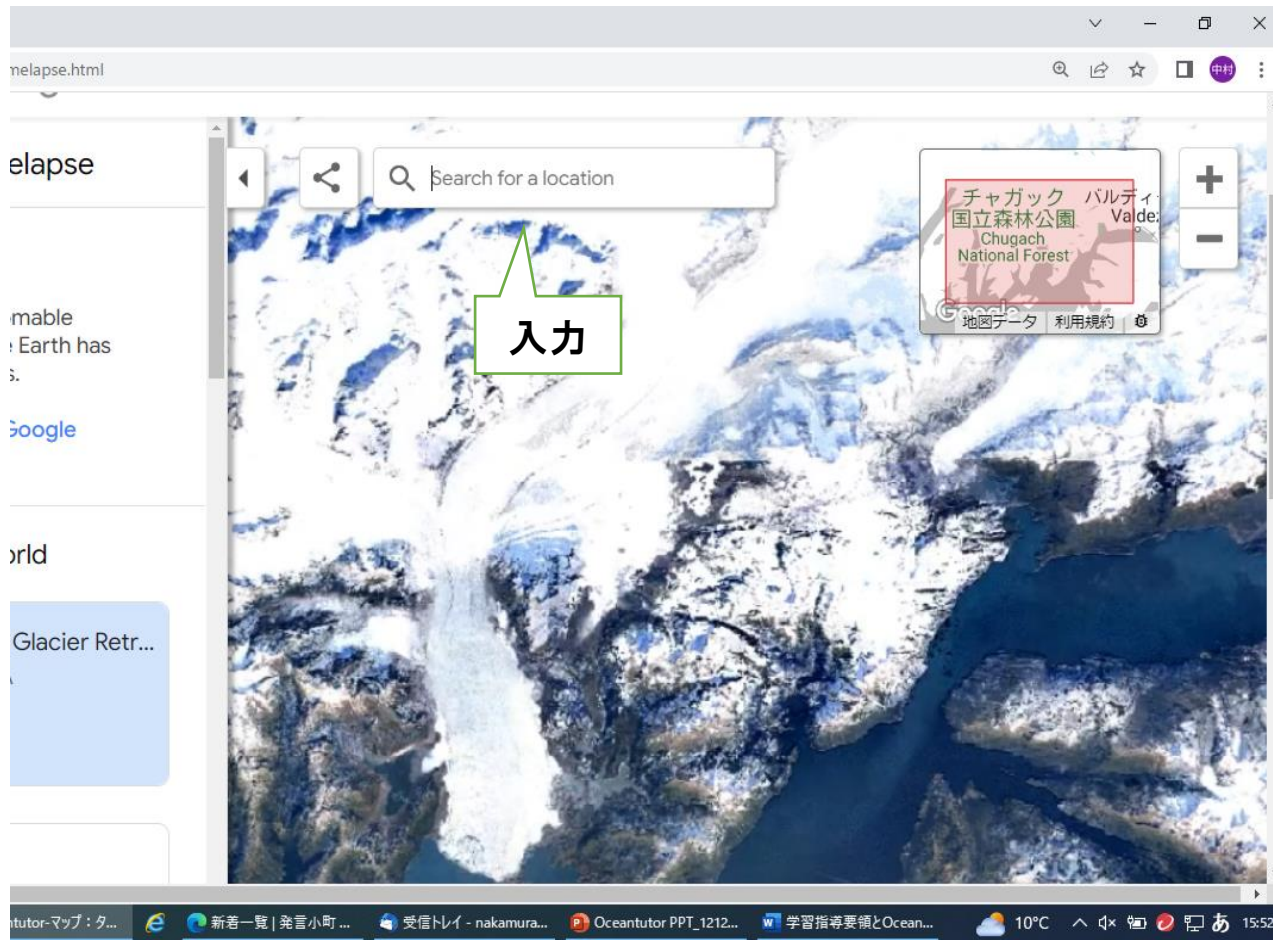 melapse.html
中村
elapse
Search for a location
チャガック
国立森林公園
Chugach
National Forest
バルディ
Valdez
Google
地図データ
利用規約
入力
mable
Earth has
s.
Google
orld
Glacier Retr...
ntutor-マップ：タ...
新着一覧 | 発言小町 ...
受信トレイ - nakamura...
Oceantutor PPT_1212...
学習指導要領とOcean...
10°C
あ
15:52